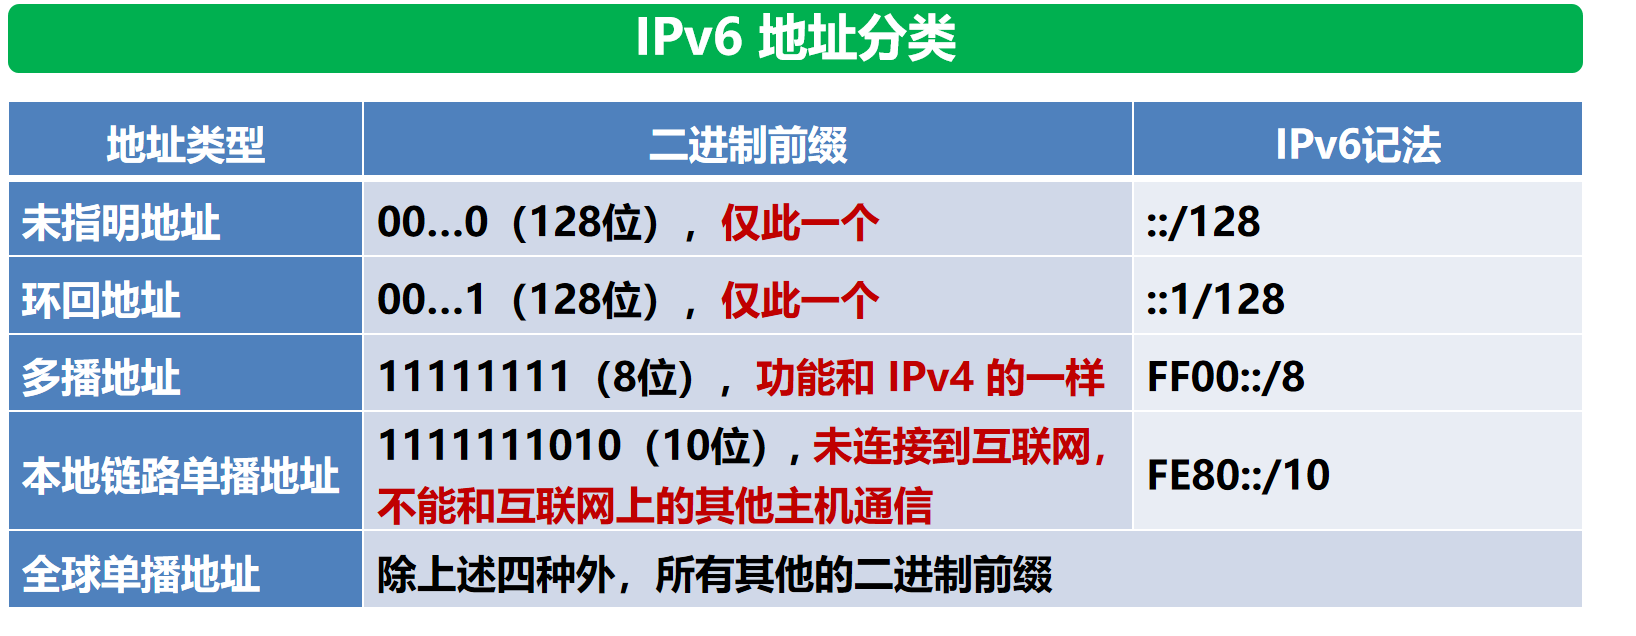 IPv6 地址分类
地址类型 二进制前缀 IPv6记法
未指明地址 00…0（128位），仅此一个 ::/128
环回地址 00…1（128位），仅此一个 ::1/128
多播地址 11111111（8位），功能和 IPv4 的一样 FF00::/8
本地链路单播地址 1111111010（10位）, 未连接到互联网，
不能和互联网上的其他主机通信 FE80::/10
全球单播地址 除上述四种外，所有其他的二进制前缀